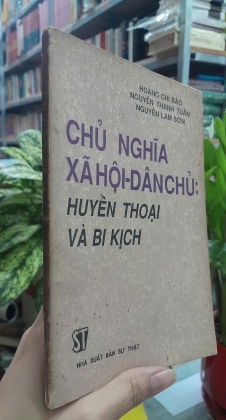 HOÀNG CHÍ BẢO
NGUYỄN THANH TUẤN
NGUYỄN LAM SƠN
CHỦ NGHĨA
XÃ HỘI-DÂN CHỦ:
HUYỀN THOẠI
VÀ BI KỊCH
ST
NHÀ XUẤT BẢN SỰ THẬT